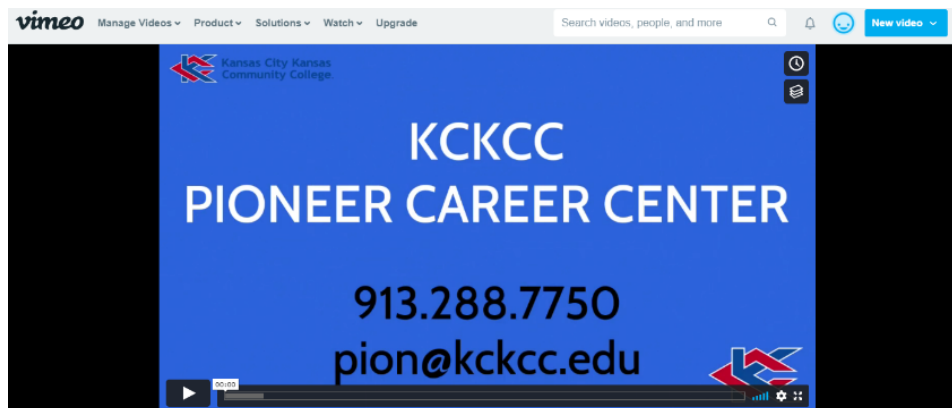 vimeo Manage Videos Product Solutions Watch Upgrade Search videos, people, and more New video
Kansas City Kansas
Community College.
KCKCC
PIONEER CAREER CENTER
913.288.7750
pion@kckcc.edu
00:00